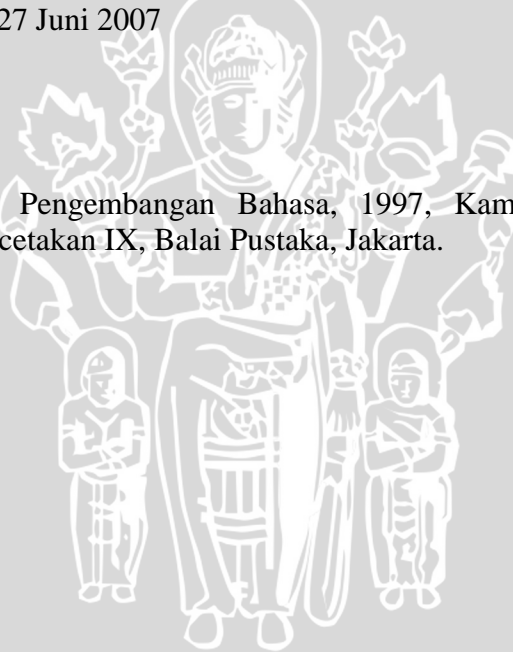 27 Juni 2007
Pengembangan Bahasa, 1997, Kam
cetakan IX, Balai Pustaka, Jakarta.